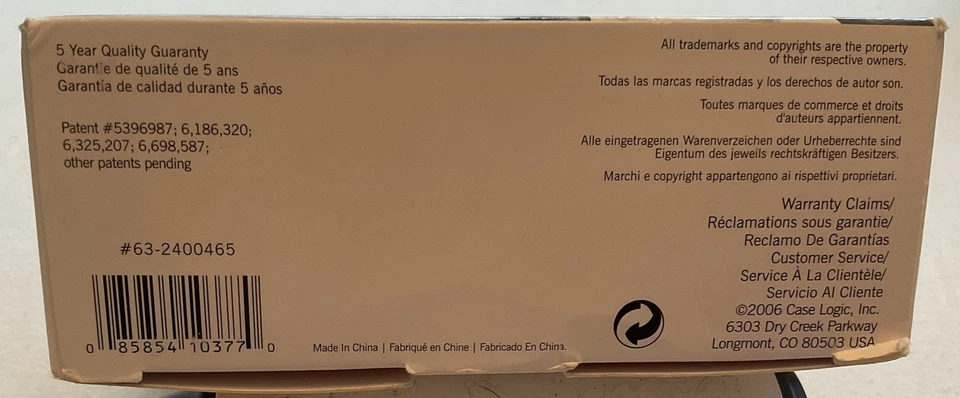 5 Year Quality Guaranty
Garantie de qualité de 5 ans
Garantía de calidad durante 5 años
Patent #5396987; 6,186,320;
6,325,207; 6,698,587;
other patents pending
#63-2400465
0 85854 10377 0
Made In China | Fabriqué en Chine | Fabricado En China.
All trademarks and copyrights are the property
of their respective owners.
Todas las marcas registradas y los derechos de autor son.
Toutes marques de commerce et droits
d'auteurs appartiennent.
Alle eingetragenen Warenverzeichen oder Urheberrechte sind
Eigentum des jeweils rechtskräftigen Besitzers.
Marchi e copyright appartengono ai rispettivi proprietari.
Warranty Claims/
Réclamations sous garantie/
Reclamo De Garantías
Customer Service/
Service À La Clientèle/
Servicio Al Cliente
©2006 Case Logic, Inc.
6303 Dry Creek Parkway
Longmont, CO 80503 USA